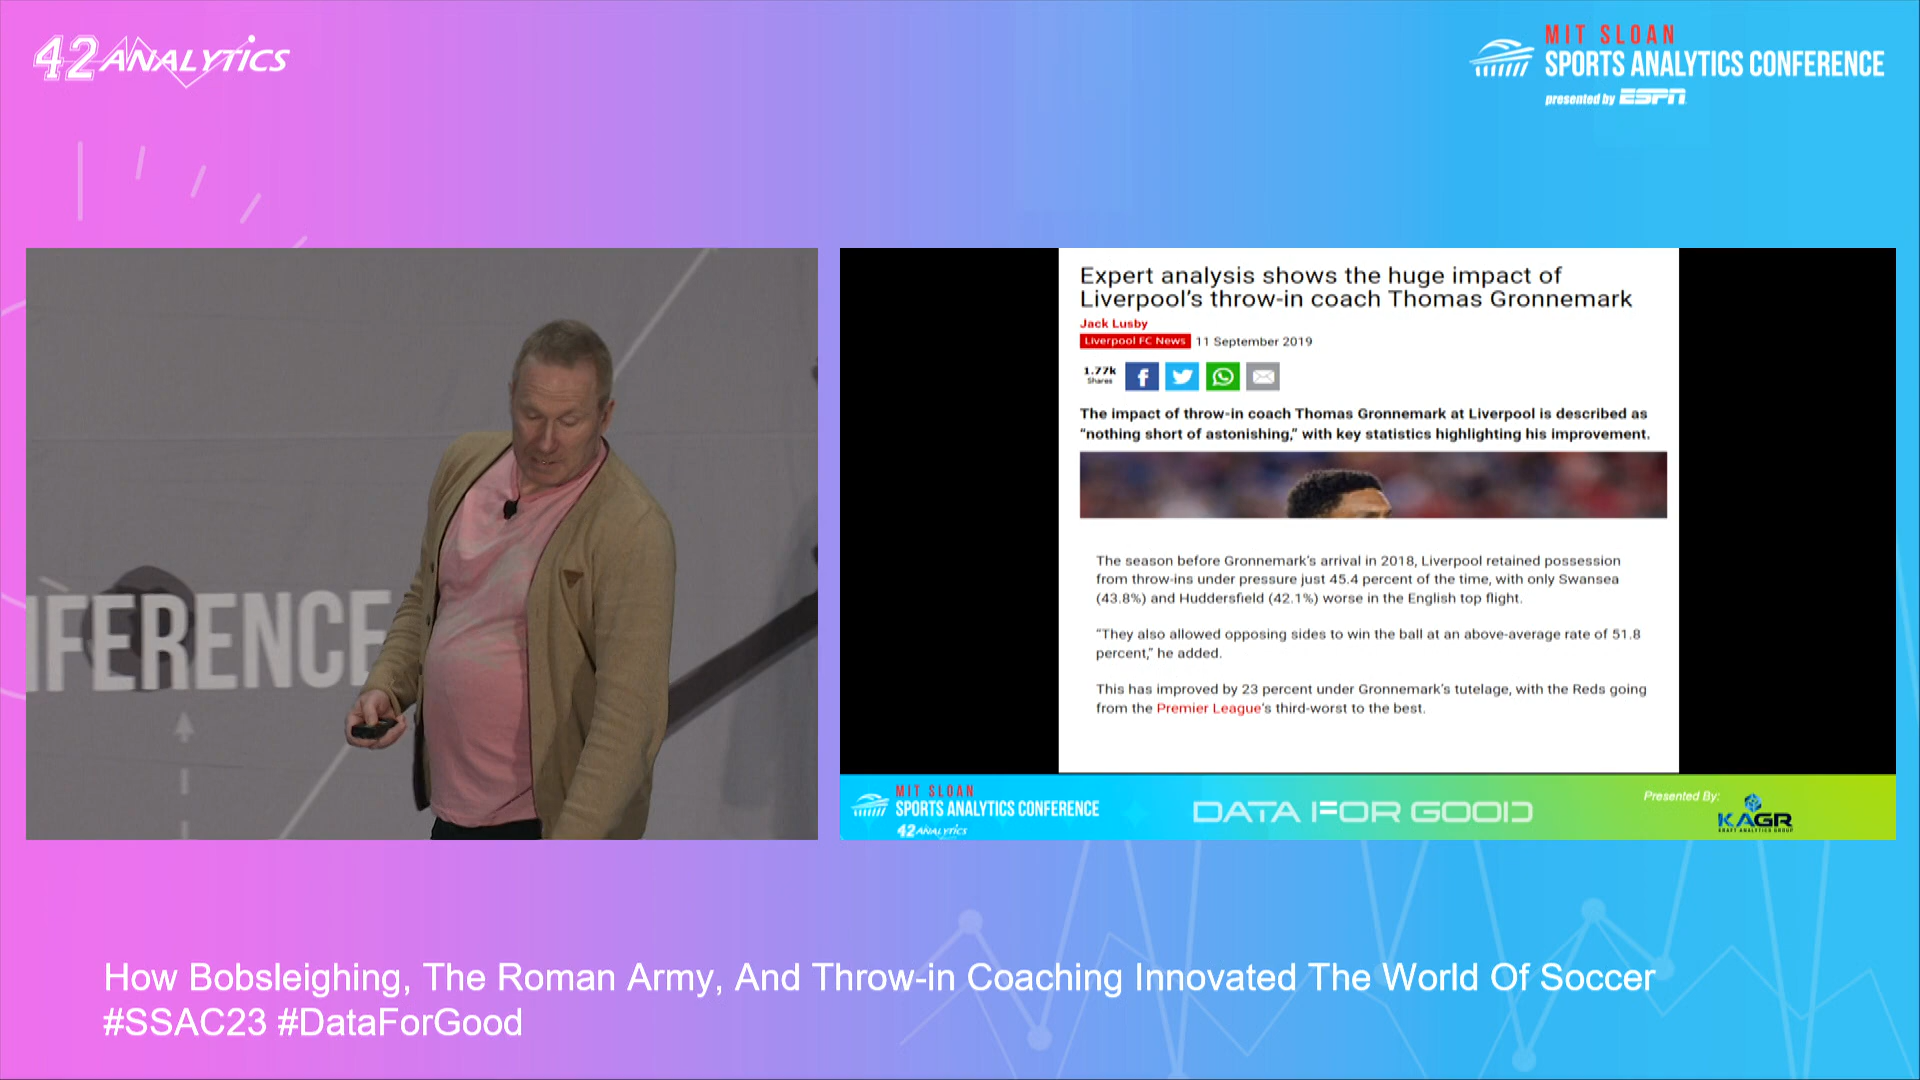 42 ANALYTICS
MIT SLOAN
SPORTS ANALYTICS CONFERENCE
presented by ESPN
Expert analysis shows the huge impact of
Liverpool's throw-in coach Thomas Gronnemark
Jack Lusby
Liverpool FC News 11 September 2019
1.77k
Shares
The impact of throw-in coach Thomas Gronnemark at Liverpool is described as
“nothing short of astonishing,” with key statistics highlighting his improvement.
The season before Gronnemark's arrival in 2018, Liverpool retained possession
from throw-ins under pressure just 45.4 percent of the time, with only Swansea
(43.8%) and Huddersfield (42.1%) worse in the English top flight.
“They also allowed opposing sides to win the ball at an above-average rate of 51.8
percent,” he added.
This has improved by 23 percent under Gronnemark's tutelage, with the Reds going
from the Premier League's third-worst to the best.
NFERENCE
MIT SLOAN
SPORTS ANALYTICS CONFERENCE
42 ANALYTICS
DATA FOR GOOD
Presented By:
KAGR
KRAFT ANALYTICS GROUP
How Bobsleighing, The Roman Army, And Throw-in Coaching Innovated The World Of Soccer
#SSAC23 #DataForGood